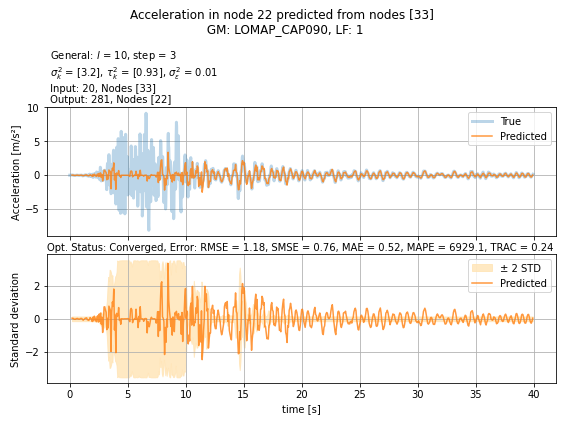 Acceleration in node 22 predicted from nodes [33]
GM: LOMAP_CAP090, LF: 1
General: l = 10, step = 3
σ²ₖ = [3.2], τ²ₖ = [0.93], σ²ε = 0.01
Input: 20, Nodes [33]
Output: 281, Nodes [22]
Acceleration [m/s²]
10
5
0
−5
True
Predicted
Opt. Status: Converged, Error: RMSE = 1.18, SMSE = 0.76, MAE = 0.52, MAPE = 6929.1, TRAC = 0.24
Standard deviation
2
0
−2
± 2 STD
Predicted
0 5 10 15 20 25 30 35 40
time [s]